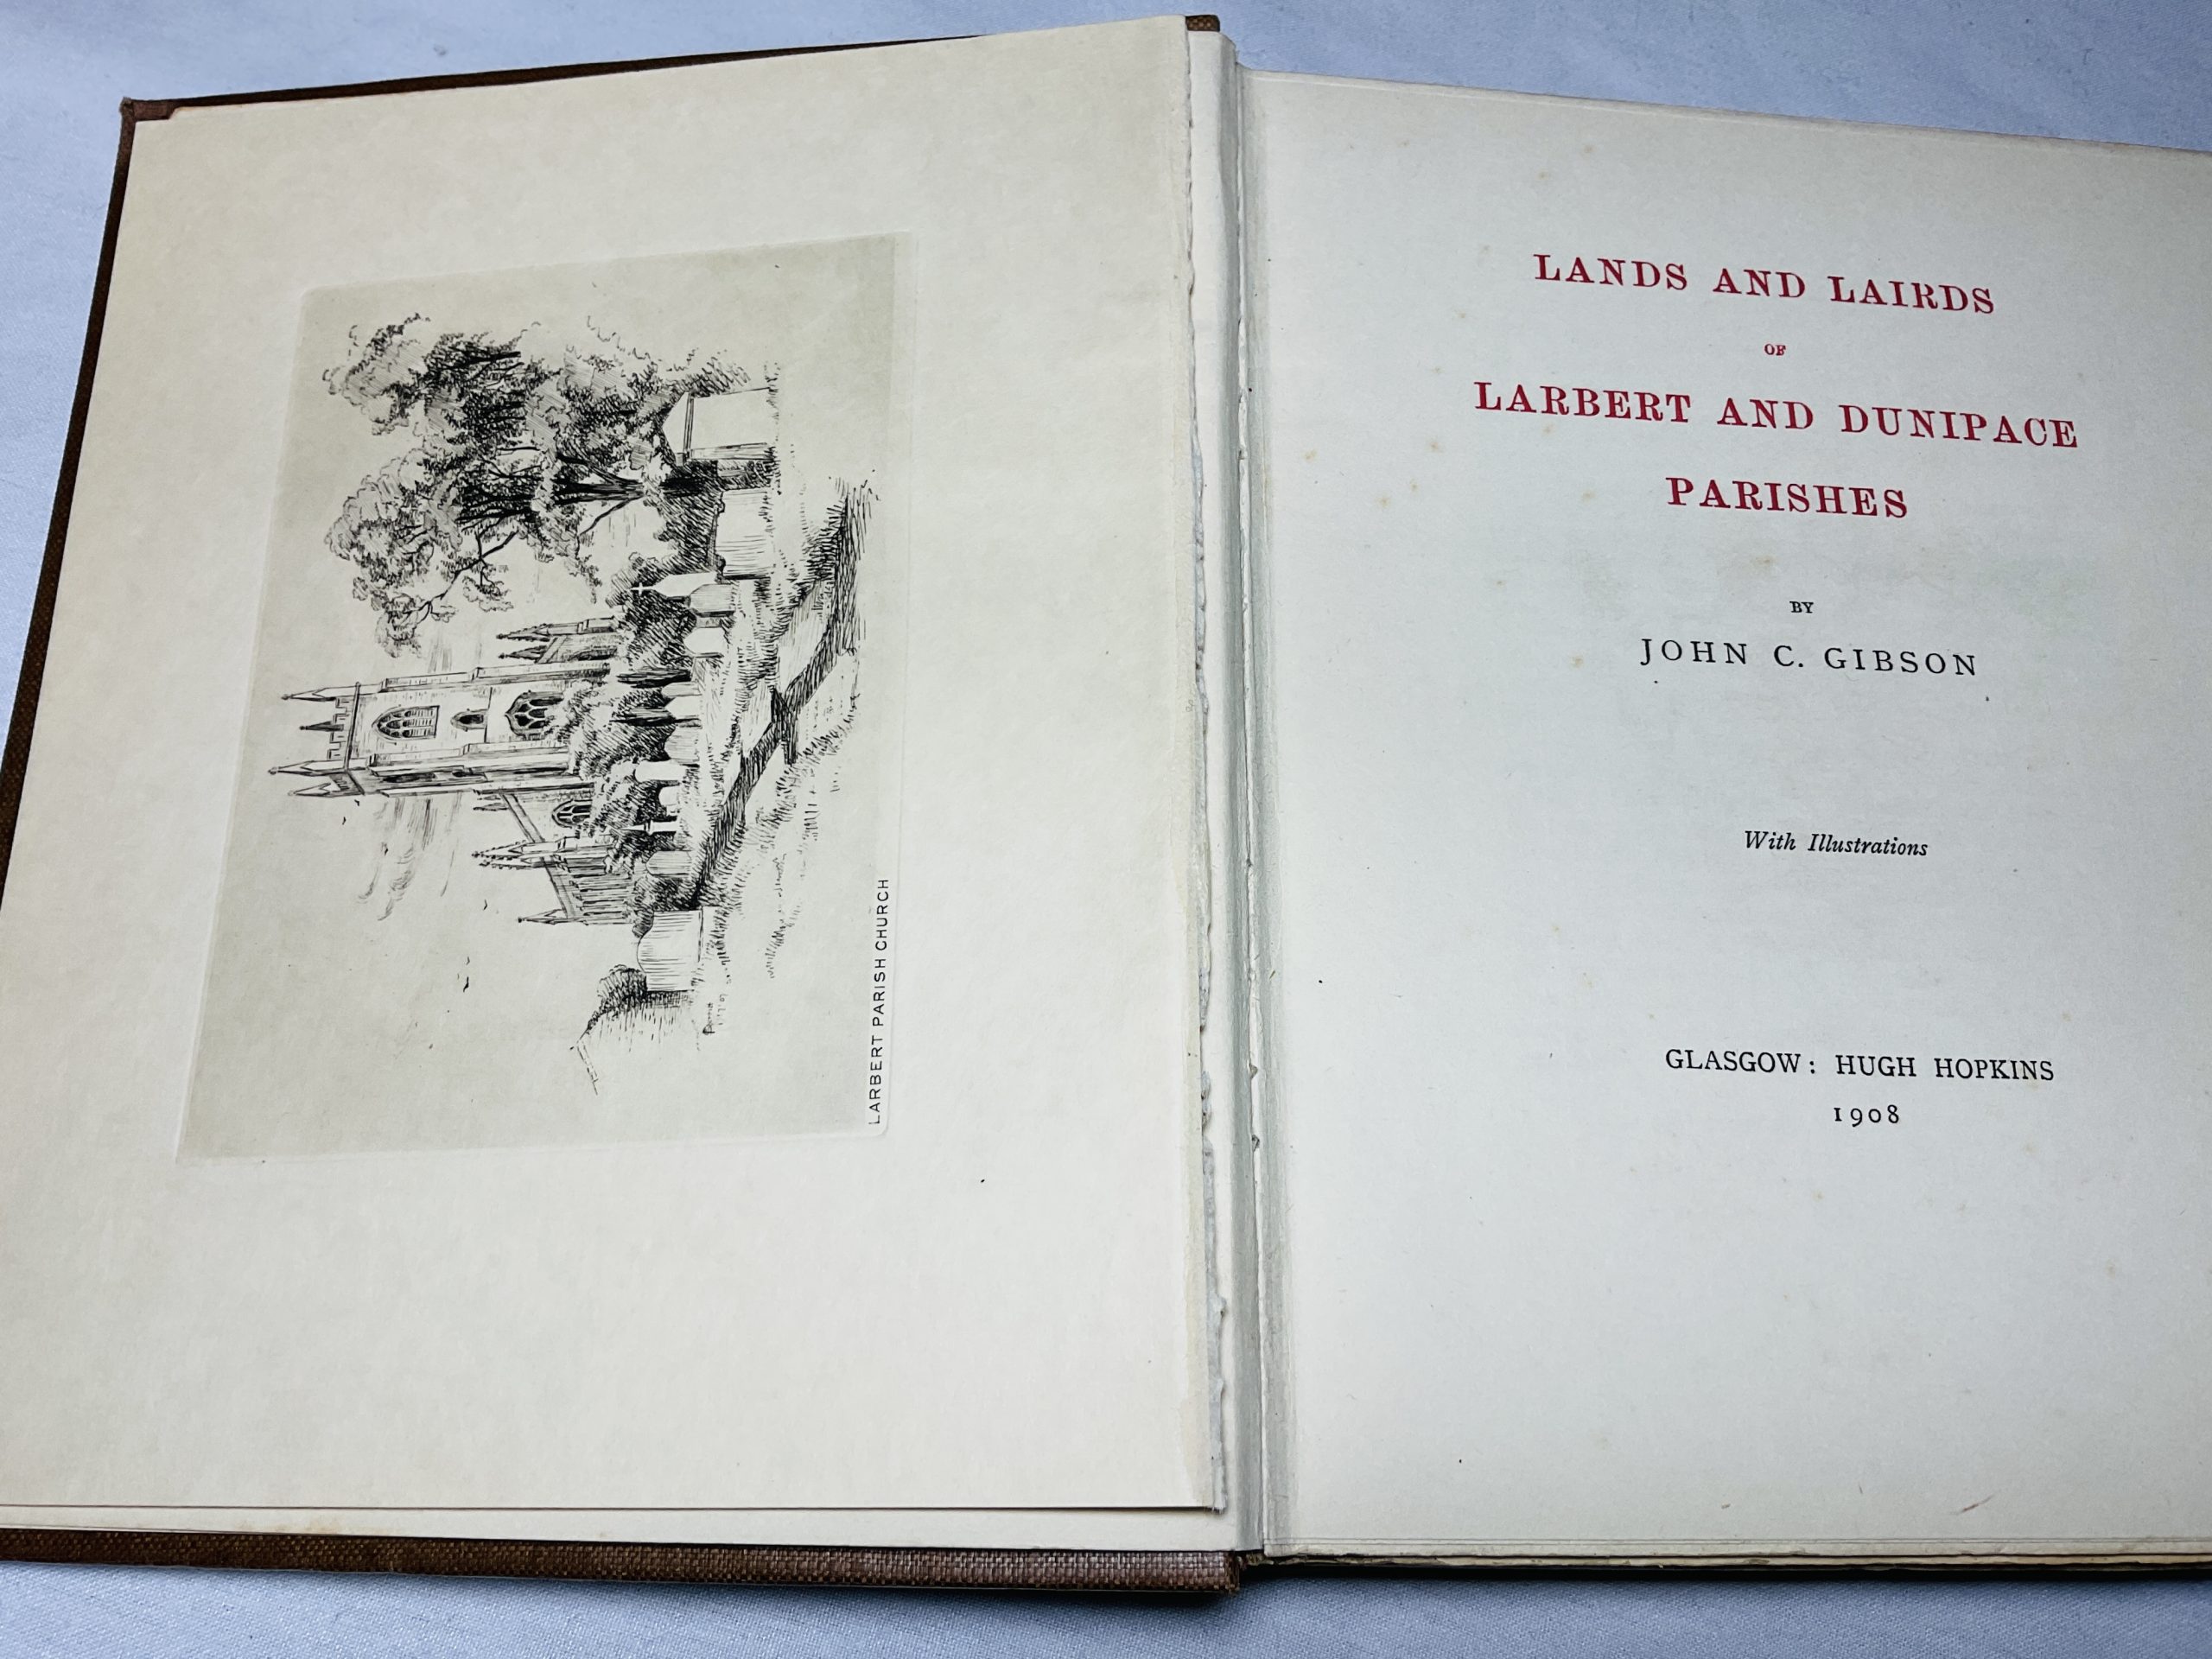 LARBERT PARISH CHURCH
LANDS AND LAIRDS
OF
LARBERT AND DUNIPACE
PARISHES
BY
JOHN C. GIBSON
With Illustrations
GLASGOW: HUGH HOPKINS
1908